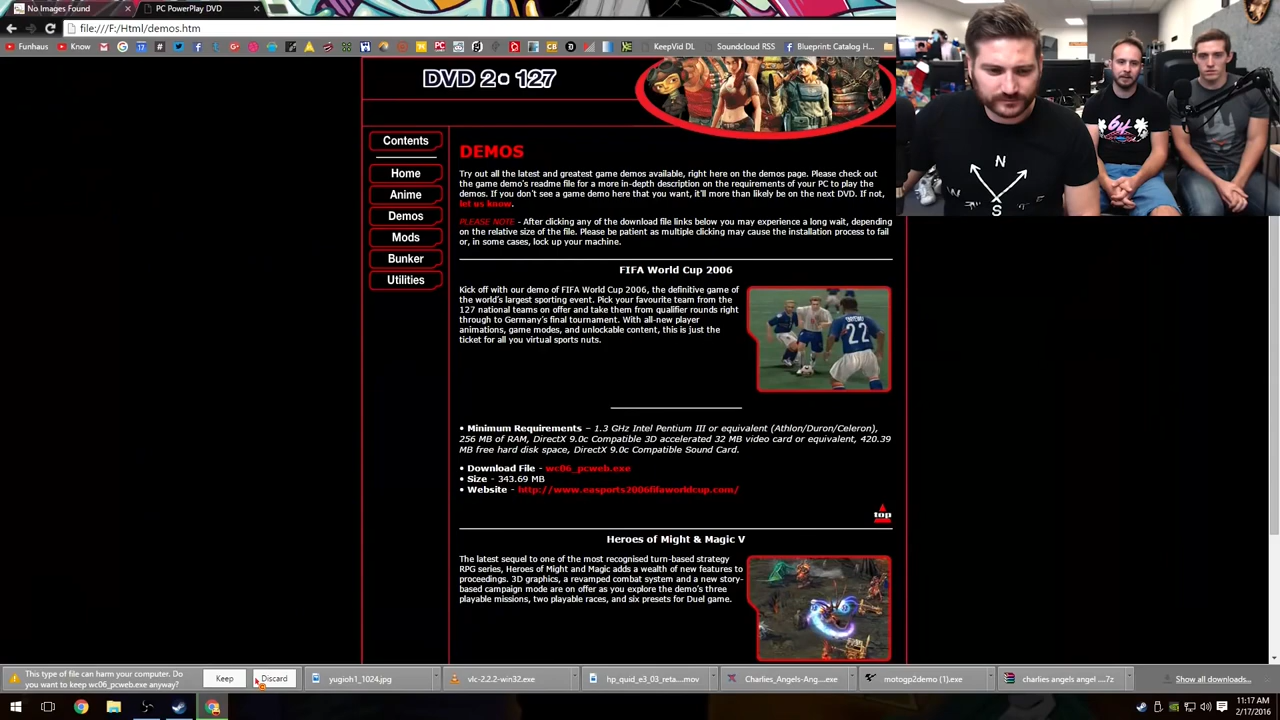 No Images Found
PC PowerPlay DVD
file:///F:/Html/demos.htm
Funhaus
Know
KeepVid DL
Soundcloud RSS
Blueprint: Catalog H...
DVD 2 127
Contents
Home
Anime
Demos
Mods
Bunker
Utilities
DEMOS
Try out all the latest and greatest game demos available, right here on the demos page. Please check out
the game demo's readme file for a more in-depth description on the requirements of your PC to play the
demos. If you don't see a game demo here that you want, it'll more than likely be on the next DVD. If not,
let us know.
PLEASE NOTE - After clicking any of the download file links below you may experience a long wait, depending
on the relative size of the file. Please be patient as multiple clicking may cause the installation process to fail
or, in some cases, lock up your machine.
FIFA World Cup 2006
Kick off with our demo of FIFA World Cup 2006, the definitive game of
the world's largest sporting event. Pick your favourite team from the
127 national teams on offer and take them from qualifier rounds right
through to Germany's final tournament. With all-new player
animations, game modes, and unlockable content, this is just the
ticket for all you virtual sports nuts.
22
• Minimum Requirements – 1.3 GHz Intel Pentium III or equivalent (Athlon/Duron/Celeron),
256 MB of RAM, DirectX 9.0c Compatible 3D accelerated 32 MB video card or equivalent, 420.39
MB free hard disk space, DirectX 9.0c Compatible Sound Card.
• Download File - wc06_pcweb.exe
• Size - 343.69 MB
• Website - http://www.easports2006fifaworldcup.com/
top
Heroes of Might & Magic V
The latest sequel to one of the most recognised turn-based strategy
RPG series, Heroes of Might and Magic adds a wealth of new features to
proceedings. 3D graphics, a revamped combat system and a new story-
based campaign mode are on offer as you explore the demo's three
playable missions, two playable races, and six presets for Duel game.
N
W
S
This type of file can harm your computer. Do
you want to keep wc06_pcweb.exe anyway?
Keep
Discard
yugioh1_1024.jpg
vlc-2.2.2-win32.exe
hp_quid_e3_03_reta....mov
Charlies_Angels-Ang....exe
motogp2demo (1).exe
charlies angels angel ....7z
Show all downloads...
11:17 AM
2/17/2016